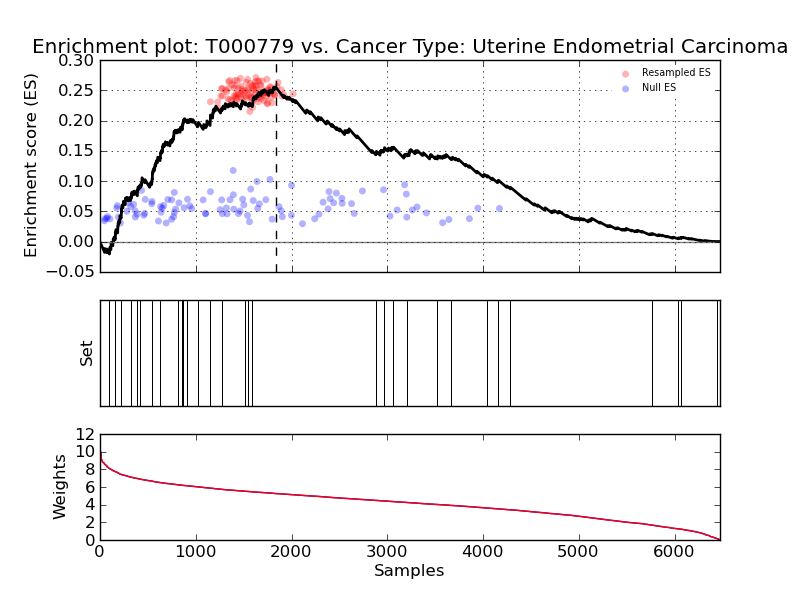 Enrichment plot: T000779 vs. Cancer Type: Uterine Endometrial Carcinoma
0.30
0.25
0.20
0.15
0.10
0.05
0.00
−0.05
Enrichment score (ES)
Resampled ES
Null ES
Set
12
10
8
6
4
2
0
Weights
0 1000 2000 3000 4000 5000 6000
Samples